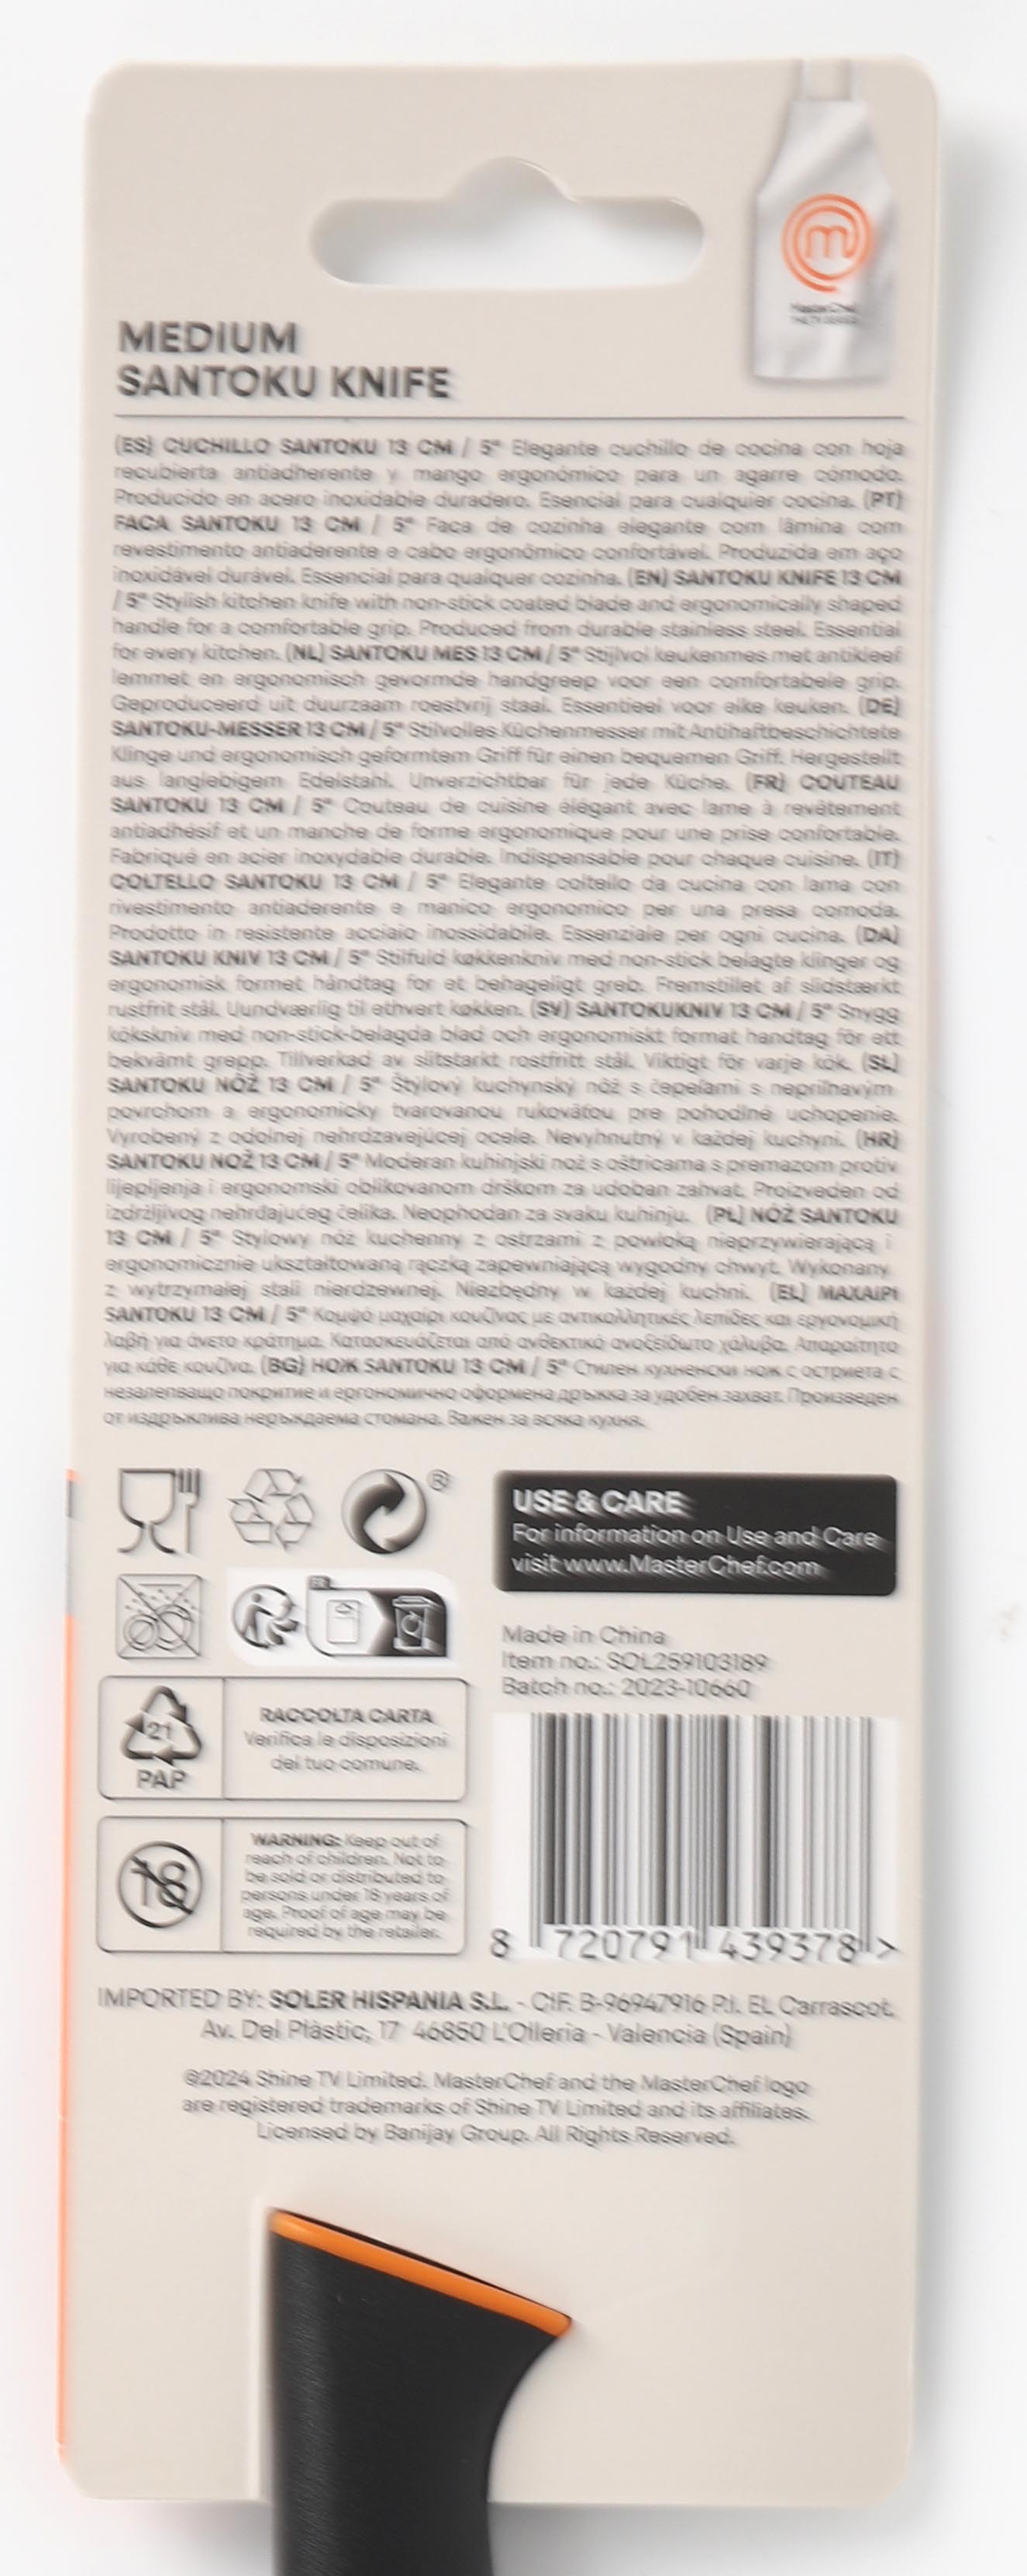 MasterChef
MEDIUM
SANTOKU KNIFE
(ES) CUCHILLO SANTOKU 13 CM / 5" Elegante cuchillo de cocina con hoja
recubierta antiadherente y mango ergonómico para un agarre cómodo.
Producido en acero inoxidable duradero. Esencial para cualquier cocina. (PT)
FACA SANTOKU 13 CM / 5" Faca de cozinha elegante com lâmina com
revestimento antiaderente e cabo ergonômico confortável. Produzida em aço
inoxidável durável. Essencial para qualquer cozinha. (EN) SANTOKU KNIFE 13 CM
/ 5" Stylish kitchen knife with non-stick coated blade and ergonomically shaped
handle for a comfortable grip. Produced from durable stainless steel. Essential
for every kitchen. (NL) SANTOKU MES 13 CM / 5" Stijlvol keukenmes met antikleef
lemmet en ergonomisch gevormde handgreep voor een comfortabele grip.
Geproduceerd uit duurzaam roestvrij staal. Essentieel voor elke keuken. (DE)
SANTOKU-MESSER 13 CM / 5" Stilvolles Küchenmesser mit Antihaftbeschichtete
Klinge und ergonomisch geformtem Griff für einen bequemen Griff. Hergestellt
aus langlebigem Edelstahl. Unverzichtbar für jede Küche. (FR) COUTEAU
SANTOKU 13 CM / 5" Couteau de cuisine élégant avec lame à revêtement
antiadhésif et un manche de forme ergonomique pour une prise confortable.
Fabriqué en acier inoxydable durable. Indispensable pour chaque cuisine. (IT)
COLTELLO SANTOKU 13 CM / 5" Elegante coltello da cucina con lama con
rivestimento antiaderente e manico ergonomico per una presa comoda.
Prodotto in resistente acciaio inossidabile. Essenziale per ogni cucina. (DA)
SANTOKU KNIV 13 CM / 5" Stilfuld køkkenkniv med non-stick belagte klinger og
ergonomisk formet håndtag for et behageligt greb. Fremstillet af slidstærkt
rustfrit stål. Uundværlig til ethvert køkken. (SV) SANTOKUKNIV 13 CM / 5" Snygg
kökskniv med non-stick-belagda blad och ergonomiskt format handtag för ett
bekvämt grepp. Tillverkad av slitstarkt rostfritt stål. Viktigt för varje kök. (SL)
SANTOKU NÔŽ 13 CM / 5" Štýlový kuchynský nôž s čepeľami s nepriľnavým
povrchom a ergonomicky tvarovanou rukoväťou pre pohodlné uchopenie.
Vyrobený z odolnej nehrdzavejúcej ocele. Nevyhnutný v každej kuchyni. (HR)
SANTOKU NOŽ 13 CM / 5" Moderan kuhinjski nož s oštricama s premazom protiv
lijepljenja i ergonomski oblikovanom drškom za udoban zahvat. Proizveden od
izdržljivog nehrđajućeg čelika. Neophodan za svaku kuhinju. (PL) NÓŻ SANTOKU
13 CM / 5" Stylowy nóż kuchenny z ostrzami z powłoką nieprzywierającą i
ergonomicznie ukształtowaną rączką zapewniającą wygodny chwyt. Wykonany
z wytrzymałej stali nierdzewnej. Niezbędny w każdej kuchni. (EL) ΜΑΧΑΙΡΙ
SANTOKU 13 CM / 5" Κομψό μαχαίρι κουζίνας με αντικολλητικές λεπίδες και εργονομική
λαβή για άνετο κράτημα. Κατασκευάζεται από ανθεκτικό ανοξείδωτο χάλυβα. Απαραίτητο
για κάθε κουζίνα. (BG) НОЖ SANTOKU 13 CM / 5" Стилен кухненски нож с остриета с
незалепващо покритие и ергономично оформена дръжка за удобен захват. Произведен
от издръжлива неръждаема стомана. Важен за всяка кухня.
®
USE & CARE
For information on Use and Care
visit www.MasterChef.com
FR
Made in China
Item no.: SOL259103189
Batch no.: 2023-10660
21
PAP
RACCOLTA CARTA
Verifica le disposizioni
del tuo comune.
18
WARNING: Keep out of
reach of children. Not to
be sold or distributed to
persons under 18 years of
age. Proof of age may be
required by the retailer.
8 720791 439378 >
IMPORTED BY: SOLER HISPANIA S.L. - CIF. B-96947916 P.I. EL Carrascot.
Av. Del Plàstic, 17 46850 L'Olleria - Valencia (Spain)
©2024 Shine TV Limited. MasterChef and the MasterChef logo
are registered trademarks of Shine TV Limited and its affiliates.
Licensed by Banijay Group. All Rights Reserved.